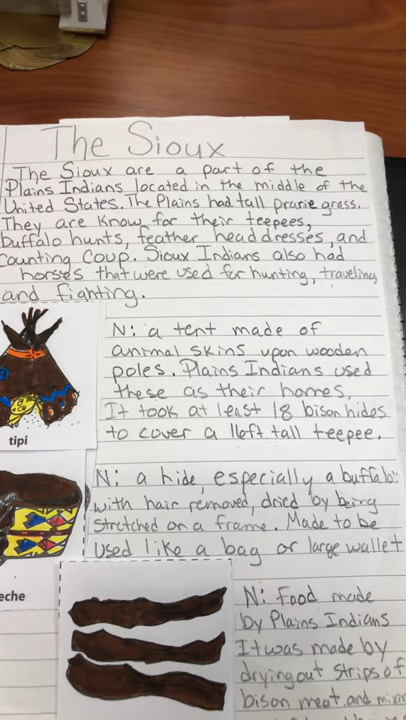 The Sioux
The Sioux are a part of the
Plains Indians located in the middle of the
United States. The Plains had tall prarie grass.
They are know for their teepees,
buffalo hunts, feather headdresses, and
counting coup. Sioux Indians also had
horses that were used for hunting, traveling
and fighting.
N: a tent made of
animal skins upon wooden
poles. Plains Indians used
these as their homes.
It took at least 18 bison hides
to cover a 16ft tall teepee.
tipi
N: a hide, especially a buffalo's
with hair removed, dried by being
stretched on a frame. Made to be
used like a bag or large wallet
eche
N: Food made
by Plains Indians
It was made by
drying out strips of
bison meat and